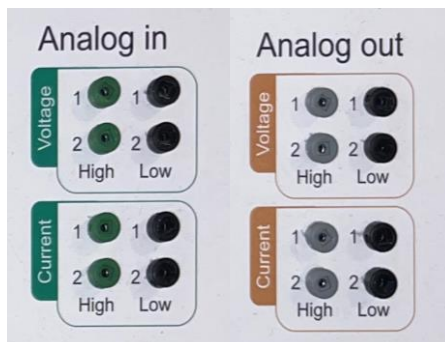 Analog in
Voltage
1 1
2 2
High Low
Current
1 1
2 2
High Low
Analog out
Voltage
1 1
2 2
High Low
Current
1 1
2 2
High Low